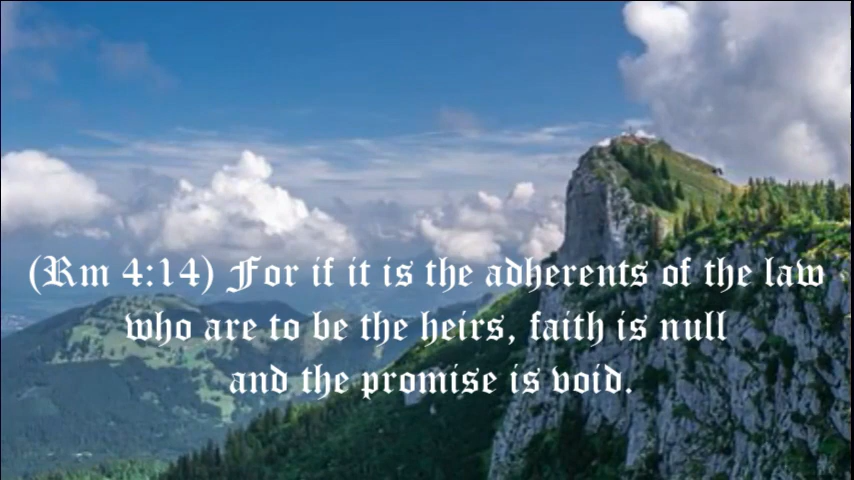 (Rm 4:14) For if it is the adherents of the law
who are to be the heirs, faith is null
and the promise is void.